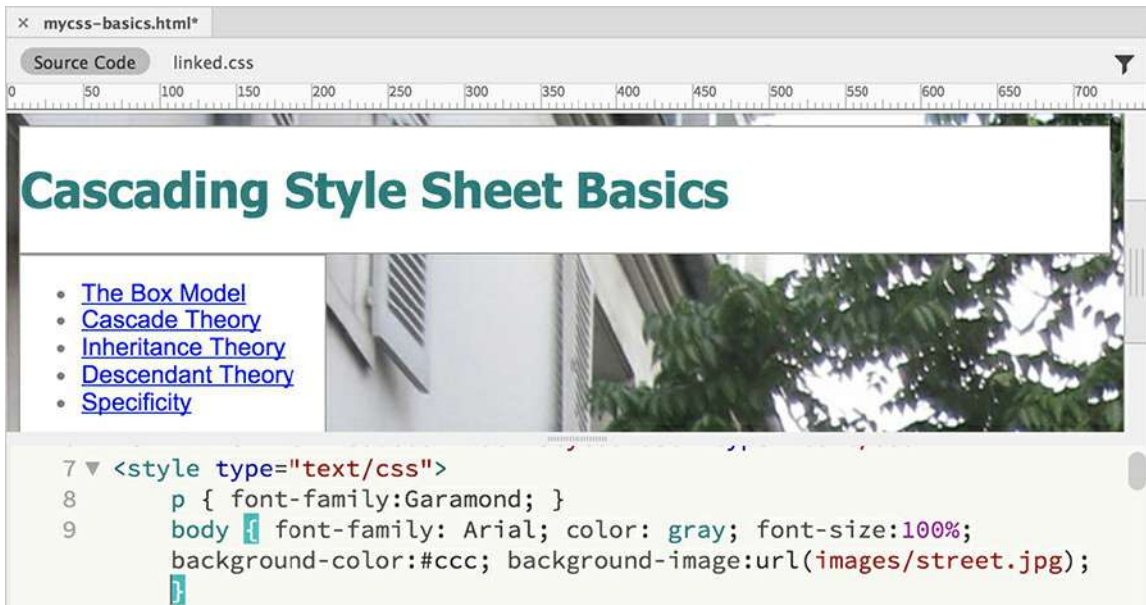 × mycss-basics.html*
Source Code linked.css
0 50 100 150 200 250 300 350 400 450 500 550 600 650 700
Cascading Style Sheet Basics
• The Box Model
• Cascade Theory
• Inheritance Theory
• Descendant Theory
• Specificity
7 ▼ <style type="text/css">
8 p { font-family:Garamond; }
9 body { font-family: Arial; color: gray; font-size:100%;
background-color:#ccc; background-image:url(images/street.jpg);
}